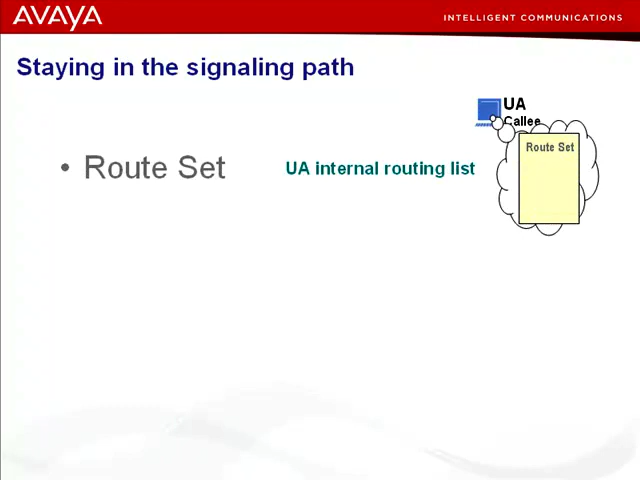 AVAYA
INTELLIGENT COMMUNICATIONS
Staying in the signaling path
UA
Callee
Route Set
• Route Set
UA internal routing list